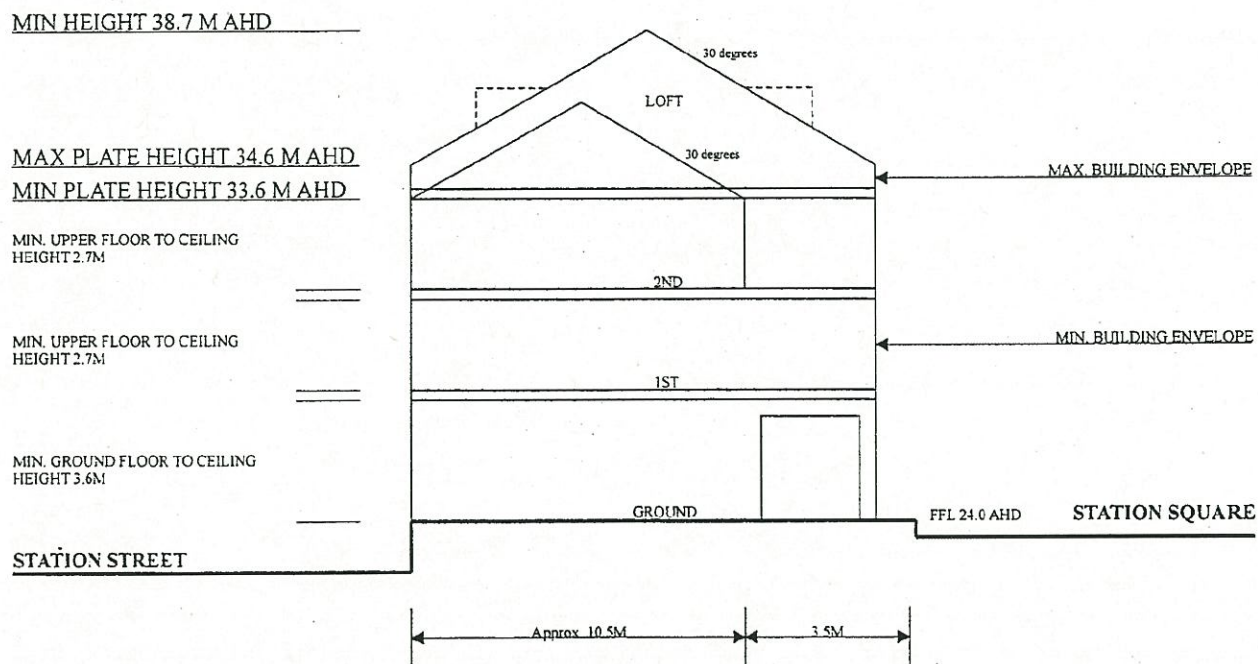 MIN HEIGHT 38.7 M AHD
30 degrees
LOFT
30 degrees
MAX PLATE HEIGHT 34.6 M AHD
MAX. BUILDING ENVELOPE
MIN PLATE HEIGHT 33.6 M AHD
MIN. UPPER FLOOR TO CEILING
HEIGHT 2.7M
2ND
MIN. UPPER FLOOR TO CEILING
HEIGHT 2.7M
MIN. BUILDING ENVELOPE
1ST
MIN. GROUND FLOOR TO CEILING
HEIGHT 3.6M
GROUND
FFL 24.0 AHD
STATION SQUARE
STATION STREET
Approx. 10.5M
3.5M